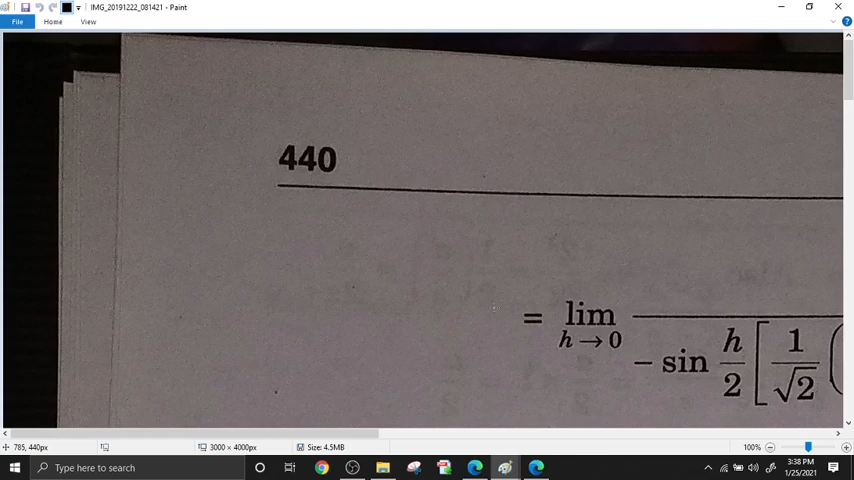 IMG_20191222_081421 - Paint
File Home View
440
= lim
h → 0
- sin h/2 [ 1/√2 (
785, 440px
3000 × 4000px
Size: 4.5MB
100%
Type here to search
3:38 PM
1/25/2021